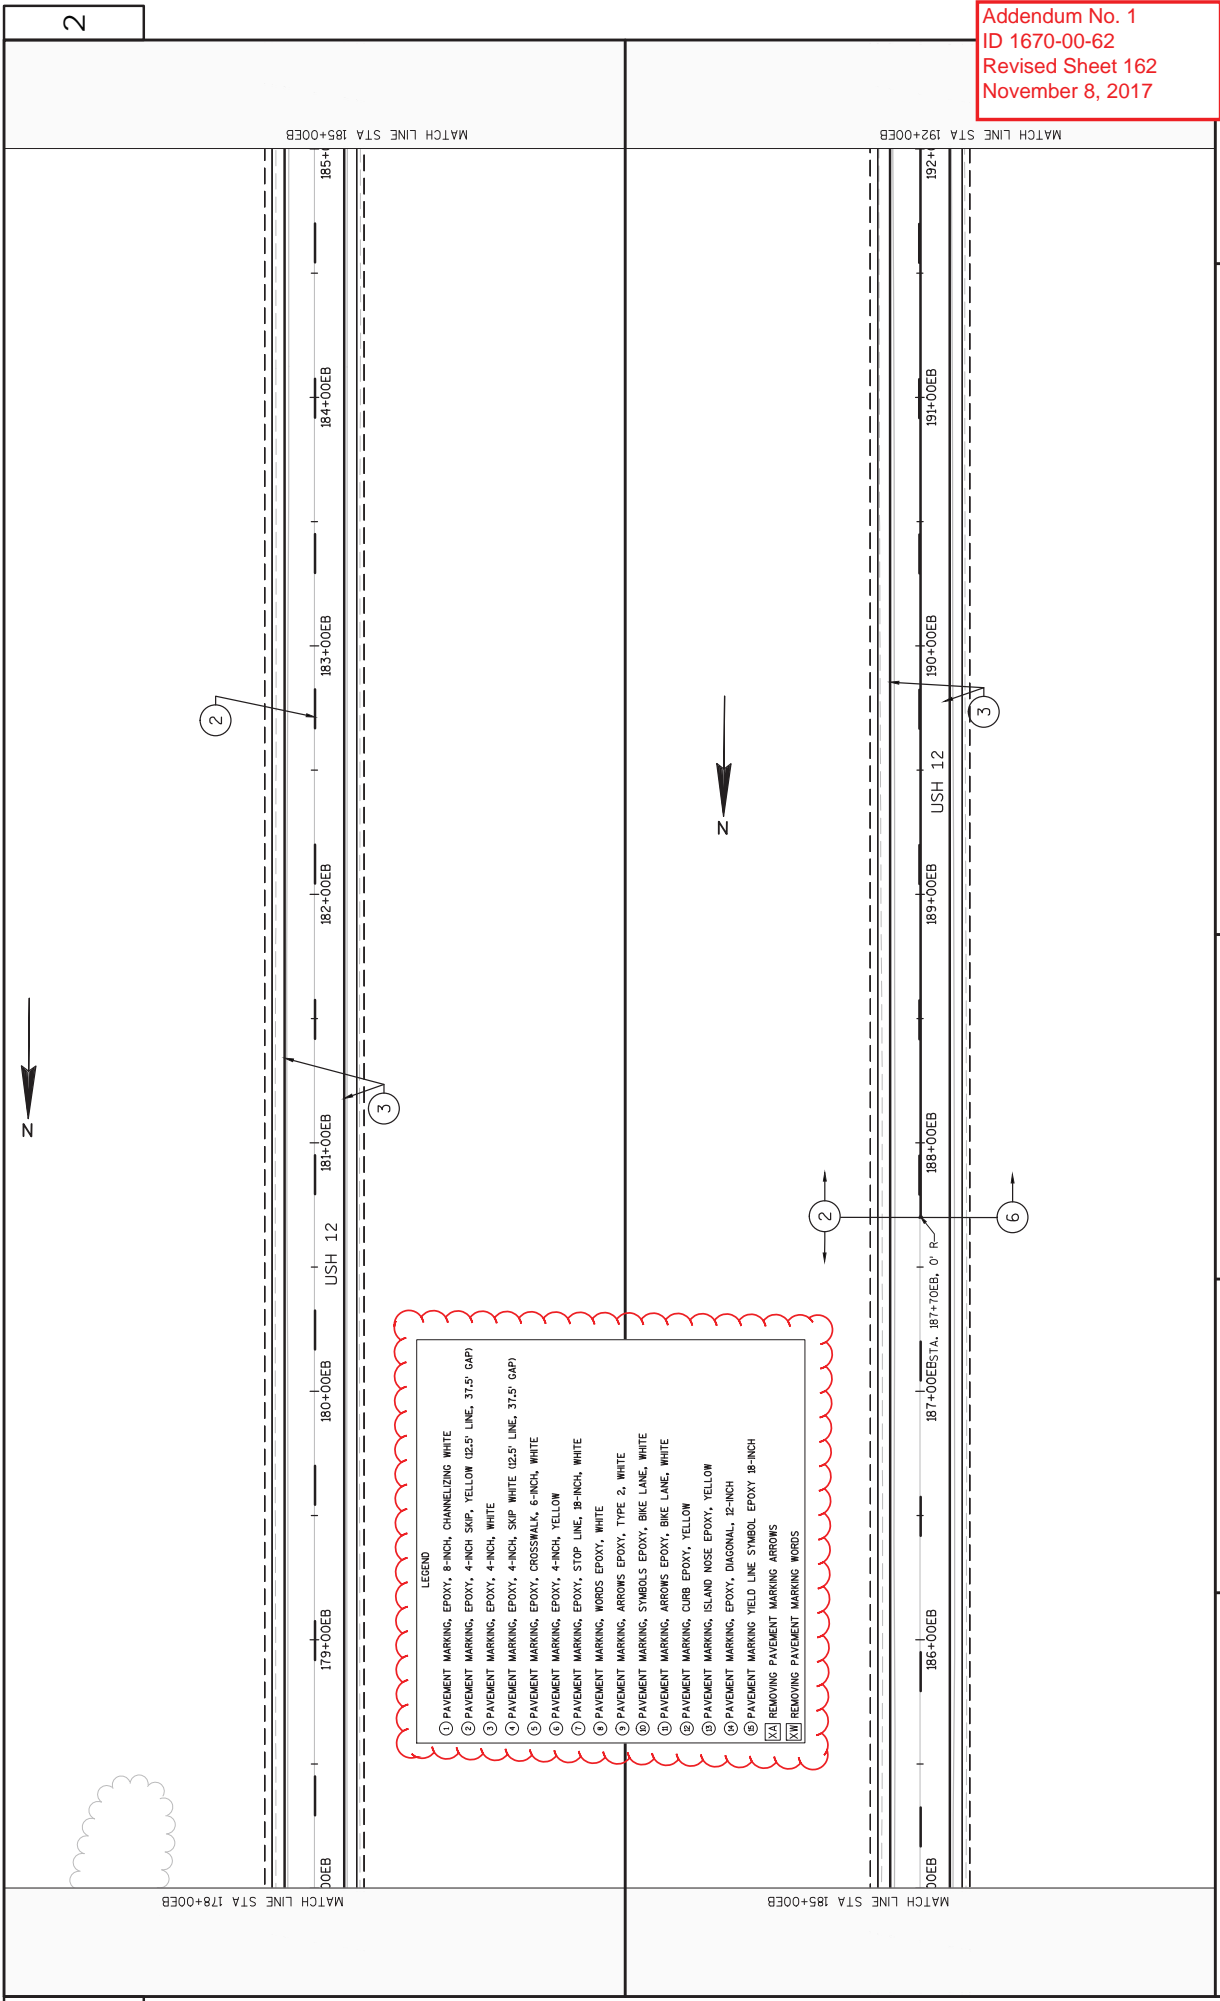 2
Addendum No. 1
ID 1670-00-62
Revised Sheet 162
November 8, 2017
MATCH LINE STA 185+00EB
MATCH LINE STA 192+00EB
185+
184+00EB
183+00EB
2
182+00EB
3
N
181+00EB
USH 12
180+00EB
179+00EB
00EB
MATCH LINE STA 178+00EB
192+
191+00EB
190+00EB
3
USH 12
N
189+00EB
188+00EB
2
6
STA. 187+70EB, 0' R
187+00EB
186+00EB
00EB
MATCH LINE STA 185+00EB
LEGEND
1 PAVEMENT MARKING, EPOXY, 8-INCH, CHANNELIZING WHITE
2 PAVEMENT MARKING, EPOXY, 4-INCH SKIP, YELLOW (12.5' LINE, 37.5' GAP)
3 PAVEMENT MARKING, EPOXY, 4-INCH, WHITE
4 PAVEMENT MARKING, EPOXY, 4-INCH, SKIP WHITE (12.5' LINE, 37.5' GAP)
5 PAVEMENT MARKING, EPOXY, CROSSWALK, 6-INCH, WHITE
6 PAVEMENT MARKING, EPOXY, 4-INCH, YELLOW
7 PAVEMENT MARKING, EPOXY, STOP LINE, 18-INCH, WHITE
8 PAVEMENT MARKING, WORDS EPOXY, WHITE
9 PAVEMENT MARKING, ARROWS EPOXY, TYPE 2, WHITE
10 PAVEMENT MARKING, SYMBOLS EPOXY, BIKE LANE, WHITE
11 PAVEMENT MARKING, ARROWS EPOXY, BIKE LANE, WHITE
12 PAVEMENT MARKING, CURB EPOXY, YELLOW
13 PAVEMENT MARKING, ISLAND NOSE EPOXY, YELLOW
14 PAVEMENT MARKING, EPOXY, DIAGONAL, 12-INCH
15 PAVEMENT MARKING YIELD LINE SYMBOL EPOXY 18-INCH
XA REMOVING PAVEMENT MARKING ARROWS
XW REMOVING PAVEMENT MARKING WORDS